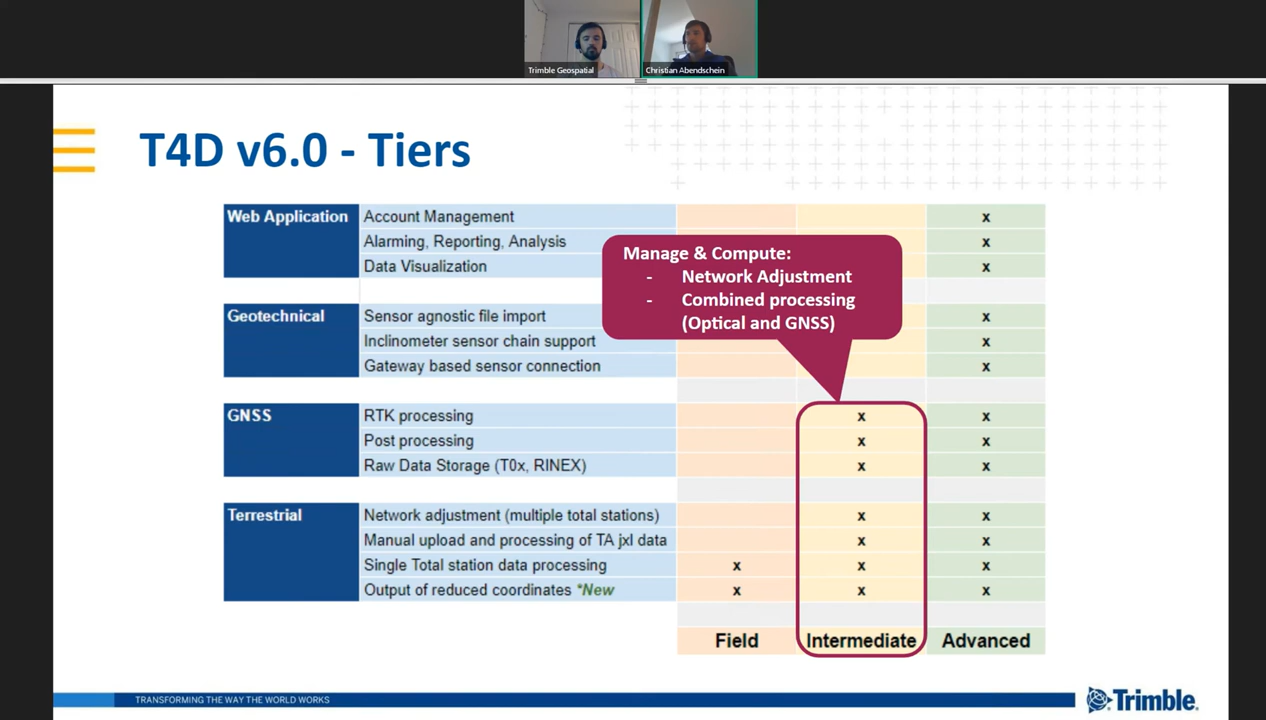 Trimble Geospatial
Christian Abendschein
T4D v6.0 - Tiers
Web Application Account Management x
Alarming, Reporting, Analysis x
Data Visualization x
Manage & Compute:
- Network Adjustment
- Combined processing
(Optical and GNSS)
Geotechnical Sensor agnostic file import x
Inclinometer sensor chain support x
Gateway based sensor connection x
GNSS RTK processing x x
Post processing x x
Raw Data Storage (T0x, RINEX) x x
Terrestrial Network adjustment (multiple total stations) x x
Manual upload and processing of TA jxl data x x
Single Total station data processing x x x
Output of reduced coordinates *New x x x
Field Intermediate Advanced
TRANSFORMING THE WAY THE WORLD WORKS
Trimble.